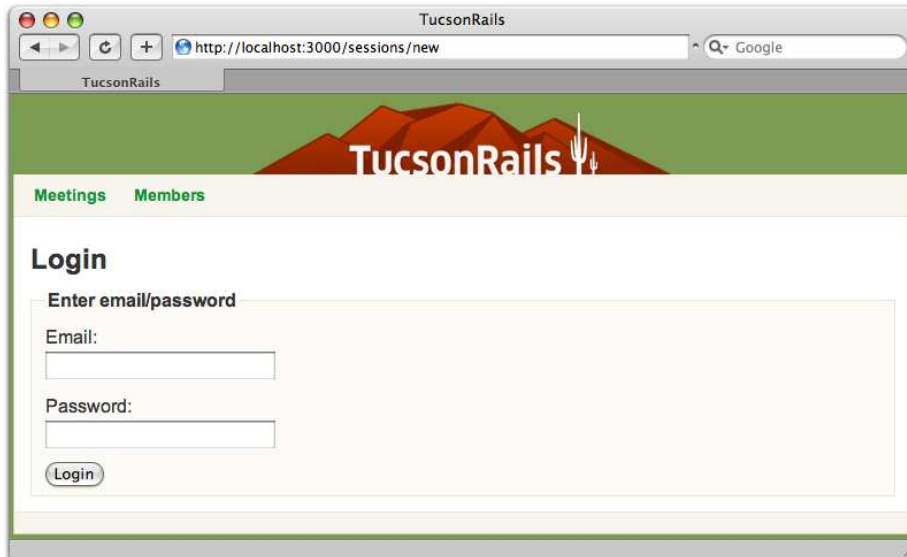 TucsonRails
http://localhost:3000/sessions/new
Google
TucsonRails
TucsonRails
Meetings Members
Login
Enter email/password
Email:
Password:
Login